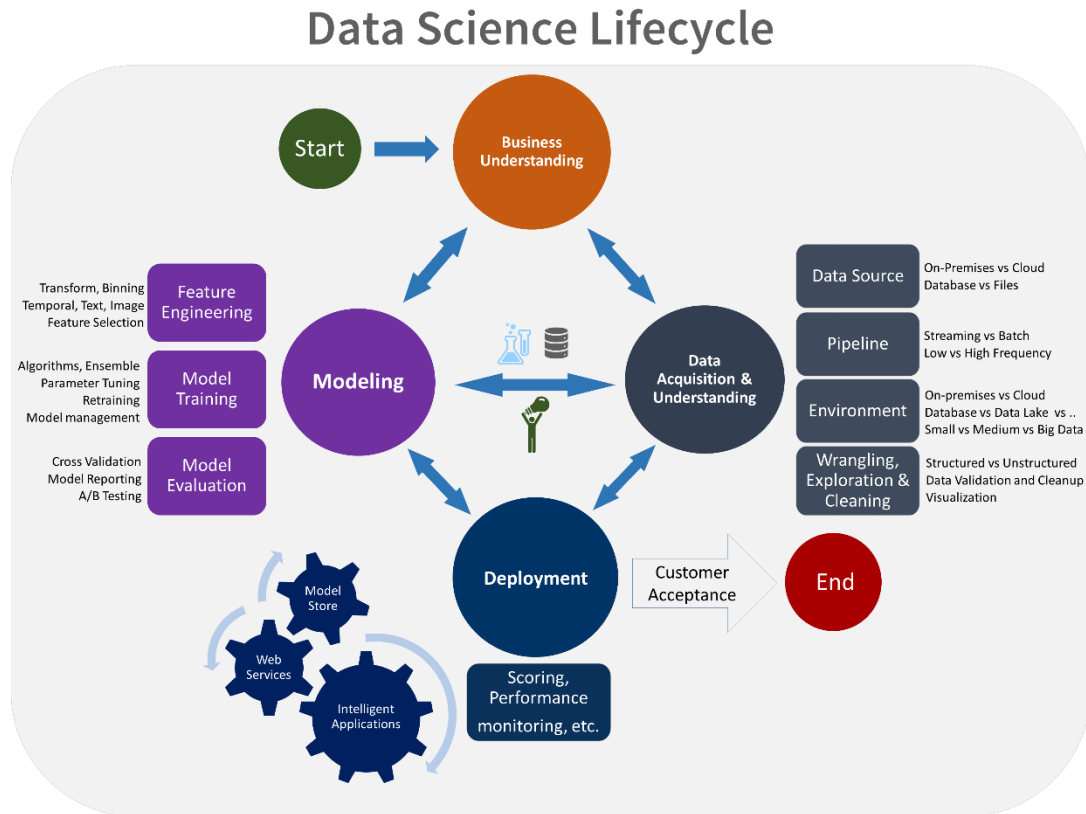 Data Science Lifecycle
Start
Business
Understanding
Transform, Binning
Temporal, Text, Image
Feature Selection
Feature
Engineering
Algorithms, Ensemble
Parameter Tuning
Retraining
Model management
Model
Training
Cross Validation
Model Reporting
A/B Testing
Model
Evaluation
Modeling
Data
Acquisition &
Understanding
Data Source
On-Premises vs Cloud
Database vs Files
Pipeline
Streaming vs Batch
Low vs High Frequency
Environment
On-premises vs Cloud
Database vs Data Lake vs ..
Small vs Medium vs Big Data
Wrangling,
Exploration &
Cleaning
Structured vs Unstructured
Data Validation and Cleanup
Visualization
Deployment
Customer
Acceptance
End
Scoring,
Performance
monitoring, etc.
Model
Store
Web
Services
Intelligent
Applications